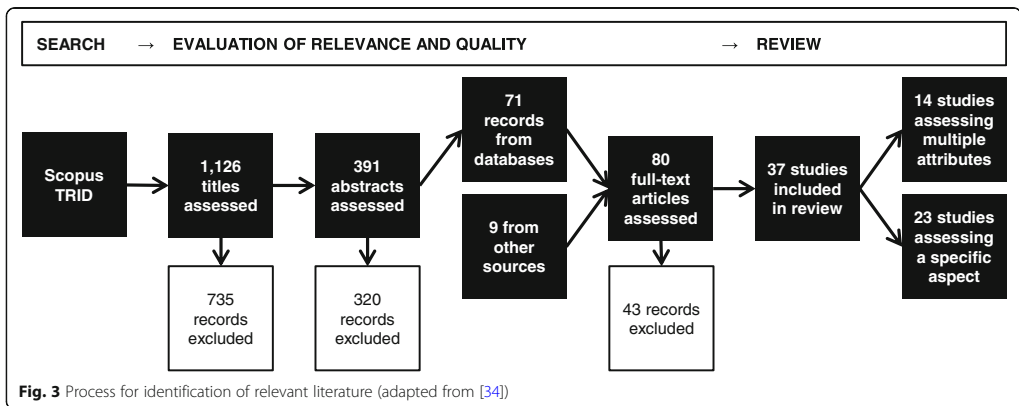 SEARCH → EVALUATION OF RELEVANCE AND QUALITY → REVIEW
Scopus
TRID
1,126
titles
assessed
735
records
excluded
391
abstracts
assessed
320
records
excluded
71
records
from
databases
9 from
other
sources
80
full-text
articles
assessed
43 records
excluded
37 studies
included
in review
14 studies
assessing
multiple
attributes
23 studies
assessing
a specific
aspect
Fig. 3 Process for identification of relevant literature (adapted from [34])